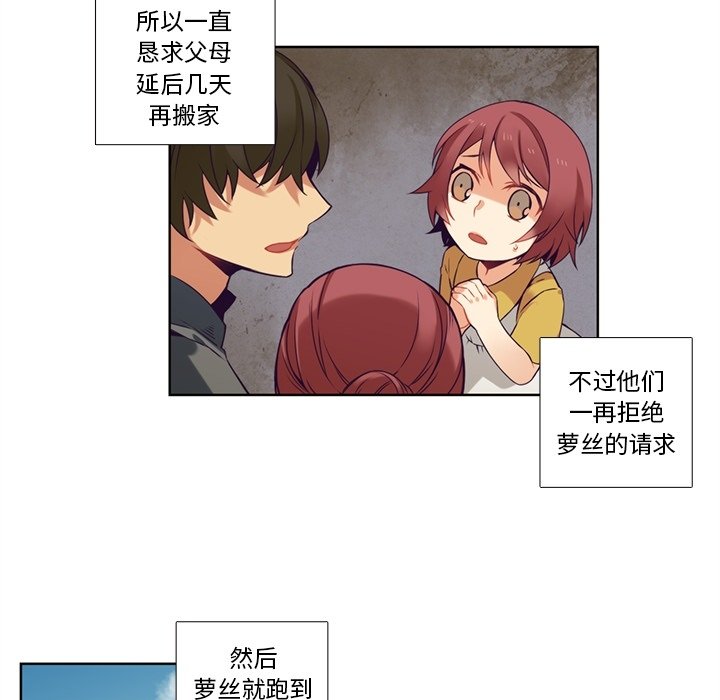 所以一直
恳求父母
延后几天
再搬家
不过他们
一再拒绝
萝丝的请求
然后
萝丝就跑到